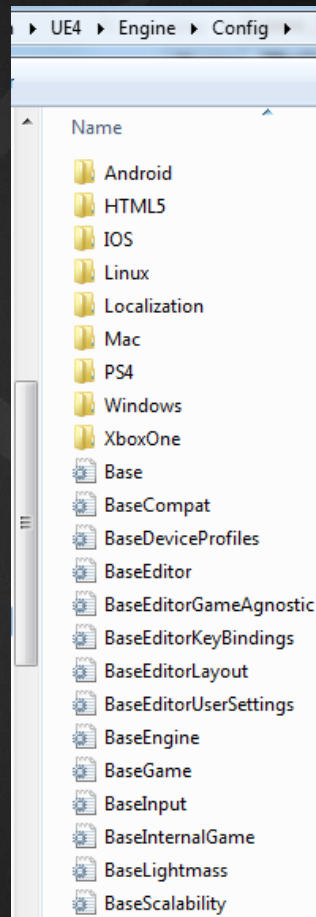 UE4 Engine Config
Name
Android
HTML5
IOS
Linux
Localization
Mac
PS4
Windows
XboxOne
Base
BaseCompat
BaseDeviceProfiles
BaseEditor
BaseEditorGameAgnostic
BaseEditorKeyBindings
BaseEditorLayout
BaseEditorUserSettings
BaseEngine
BaseGame
BaseInput
BaseInternalGame
BaseLightmass
BaseScalability